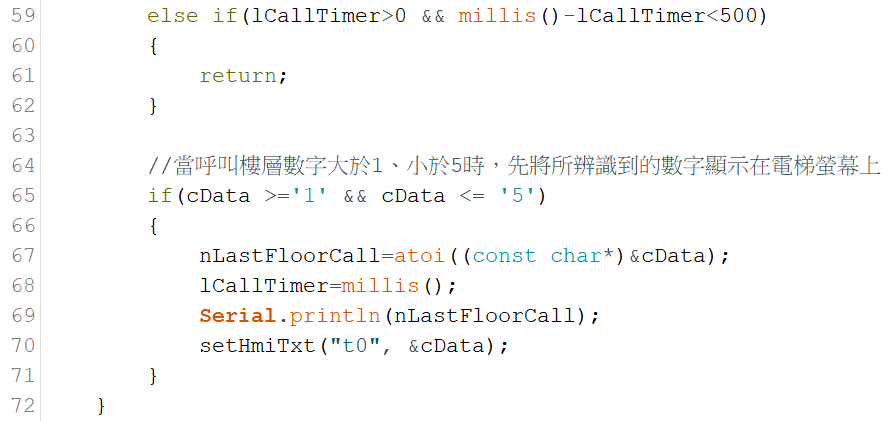 59 else if(lCallTimer>0 && millis()-lCallTimer<500)
60 {
61 return;
62 }
63
64 //當呼叫樓層數字大於1、小於5時，先將所辨識到的數字顯示在電梯螢幕上
65 if(cData >='1' && cData <= '5')
66 {
67 nLastFloorCall=atoi((const char*)&cData);
68 lCallTimer=millis();
69 Serial.println(nLastFloorCall);
70 setHmiTxt("t0", &cData);
71 }
72 }